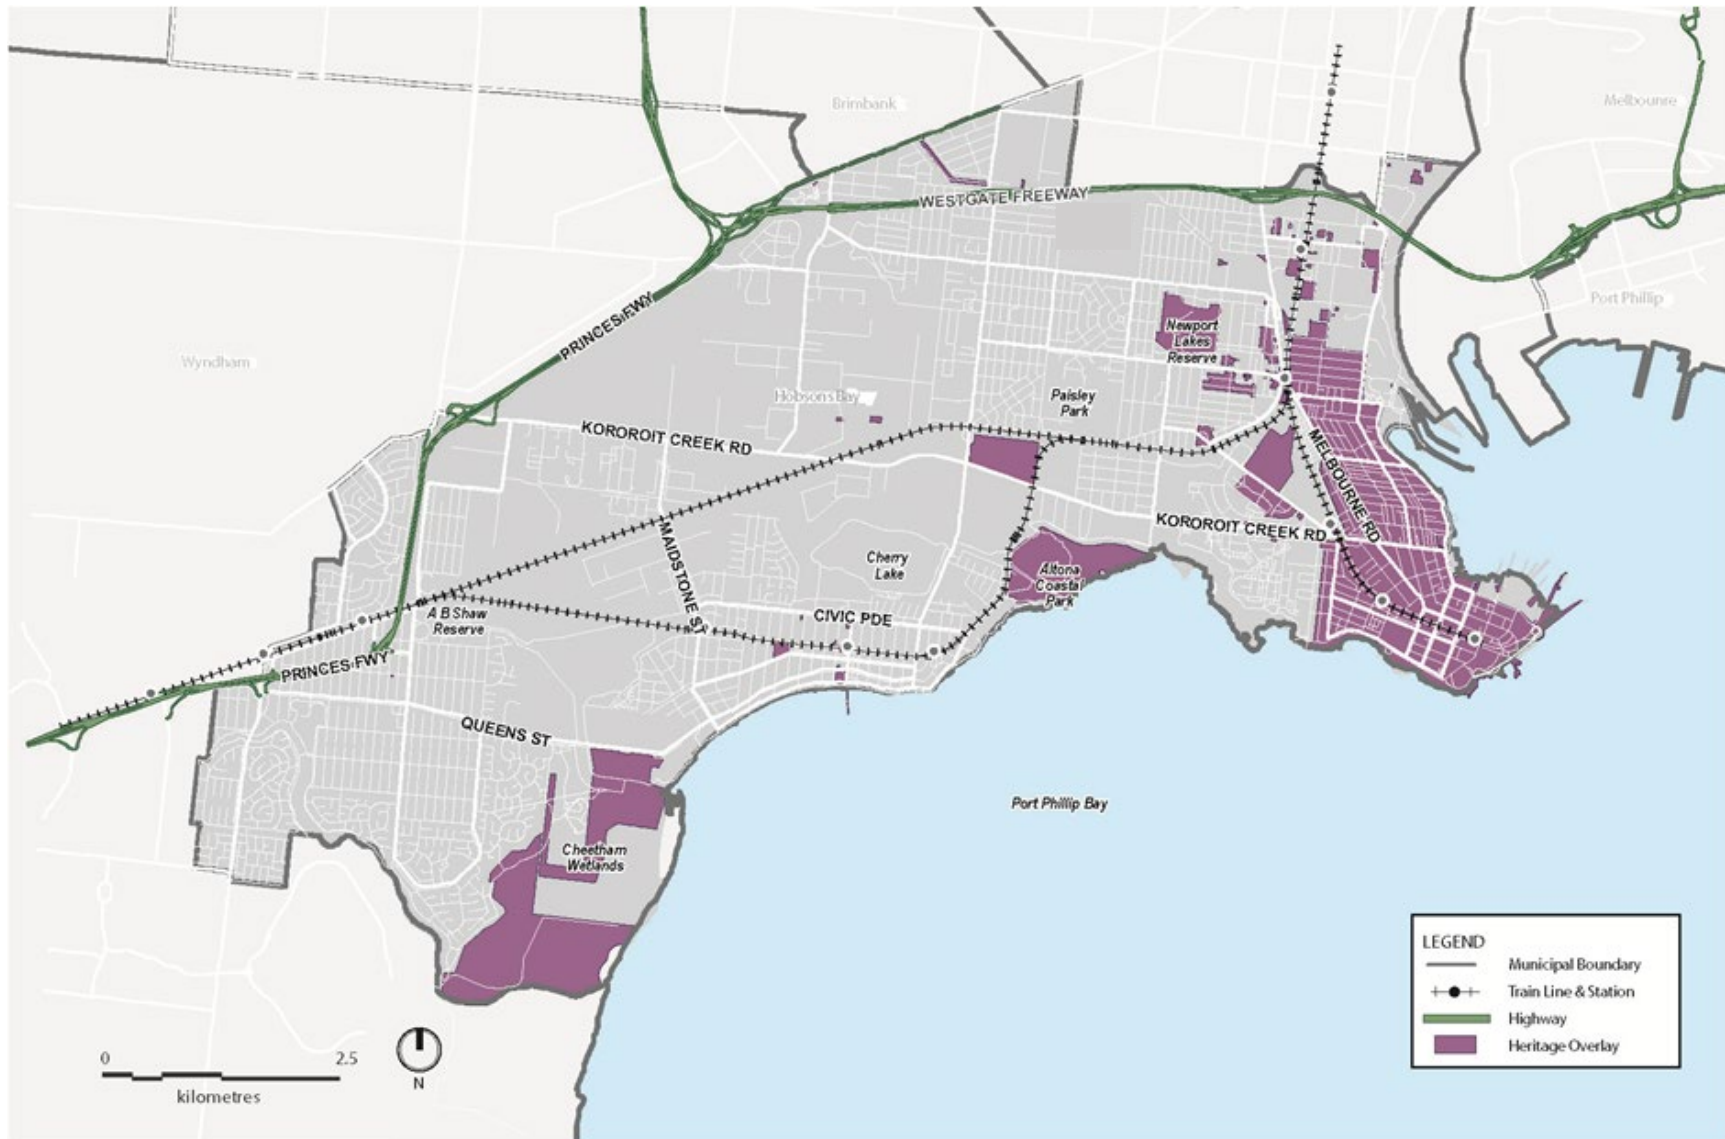 Brimbank
Melbounre
WESTGATE FREEWAY
Port Phillip
PRINCES FWY
Newport
Lakes
Reserve
Wyndham
Hobsons Bay
Paisley
Park
KOROROIT CREEK RD
MELBOURNE RD
KOROROIT CREEK RD
MAIDSTONE ST
Cherry
Lake
Altona
Coastal
Park
A B Shaw
Reserve
CIVIC PDE
PRINCES FWY
QUEENS ST
Port Phillip Bay
Cheetham
Wetlands
LEGEND
Municipal Boundary
Train Line & Station
Highway
Heritage Overlay
0 2.5
kilometres
N